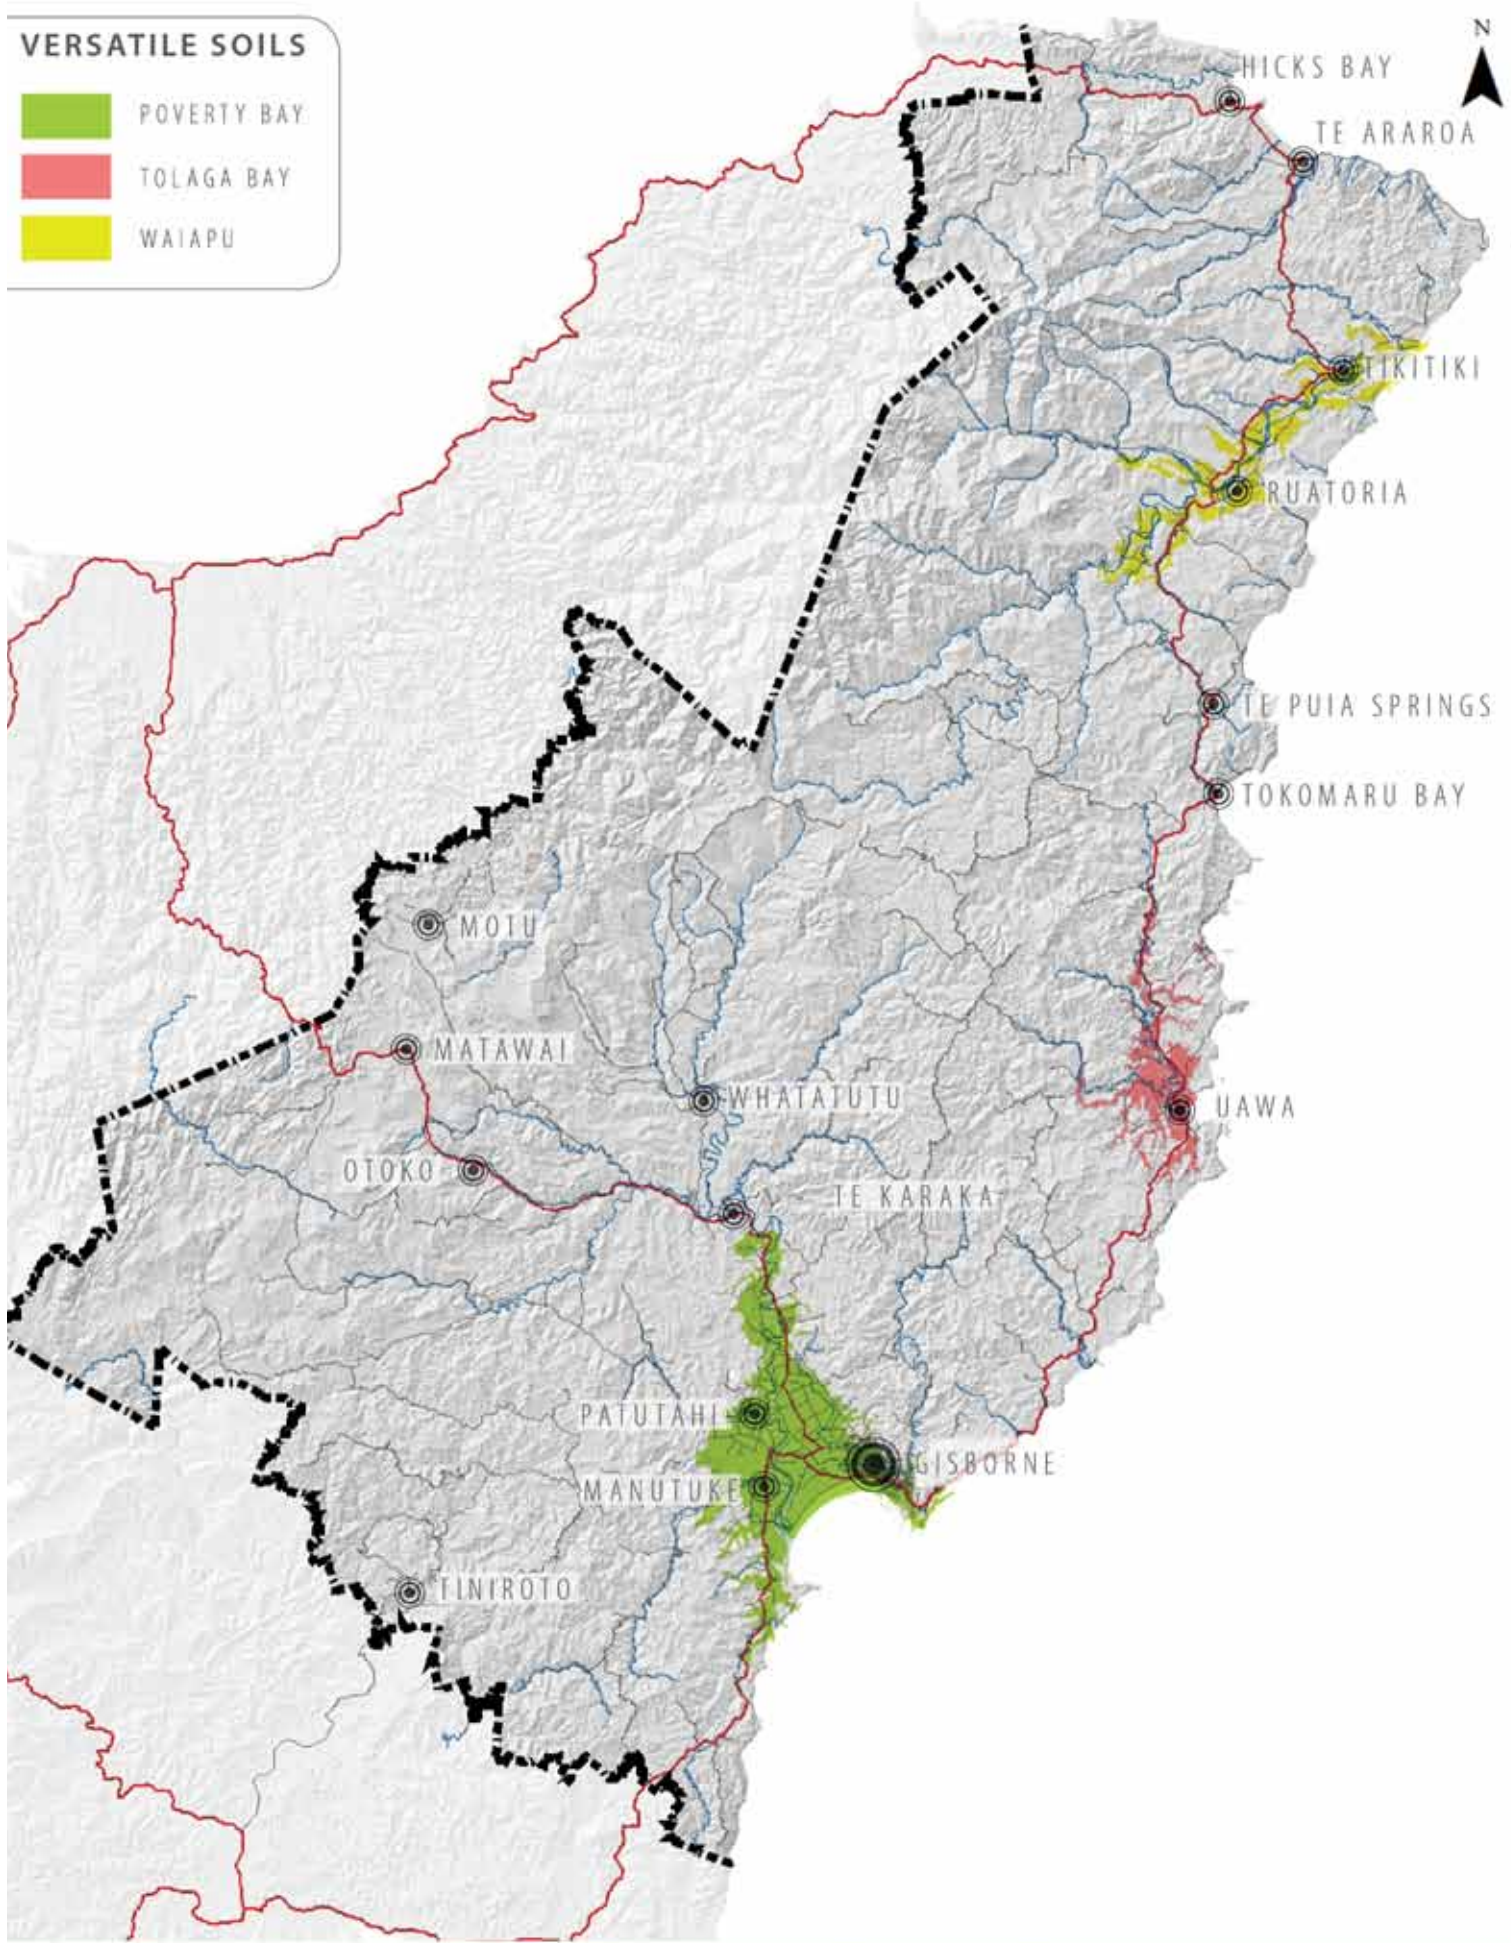 VERSATILE SOILS
POVERTY BAY
TOLAGA BAY
WAIAPU
N
HICKS BAY
TE ARAROA
TIKITIKI
RUATORIA
TE PUIA SPRINGS
TOKOMARU BAY
MOTU
MATAWAI
WHATATUTU
UAWA
OTOKO
TE KARAKA
PATUTAHI
GISBORNE
MANUTUKE
TINIROTO